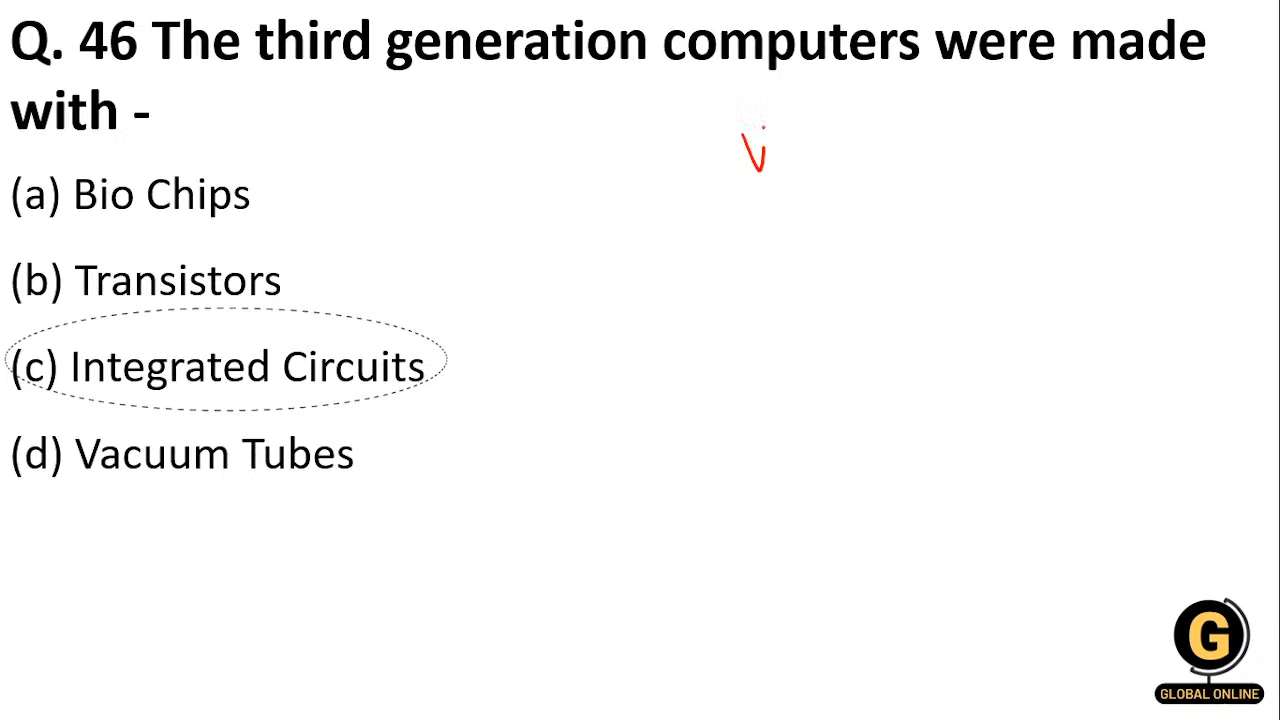 Q. 46 The third generation computers were made
with -
(a) Bio Chips
(b) Transistors
(c) Integrated Circuits
(d) Vacuum Tubes
G
GLOBAL ONLINE